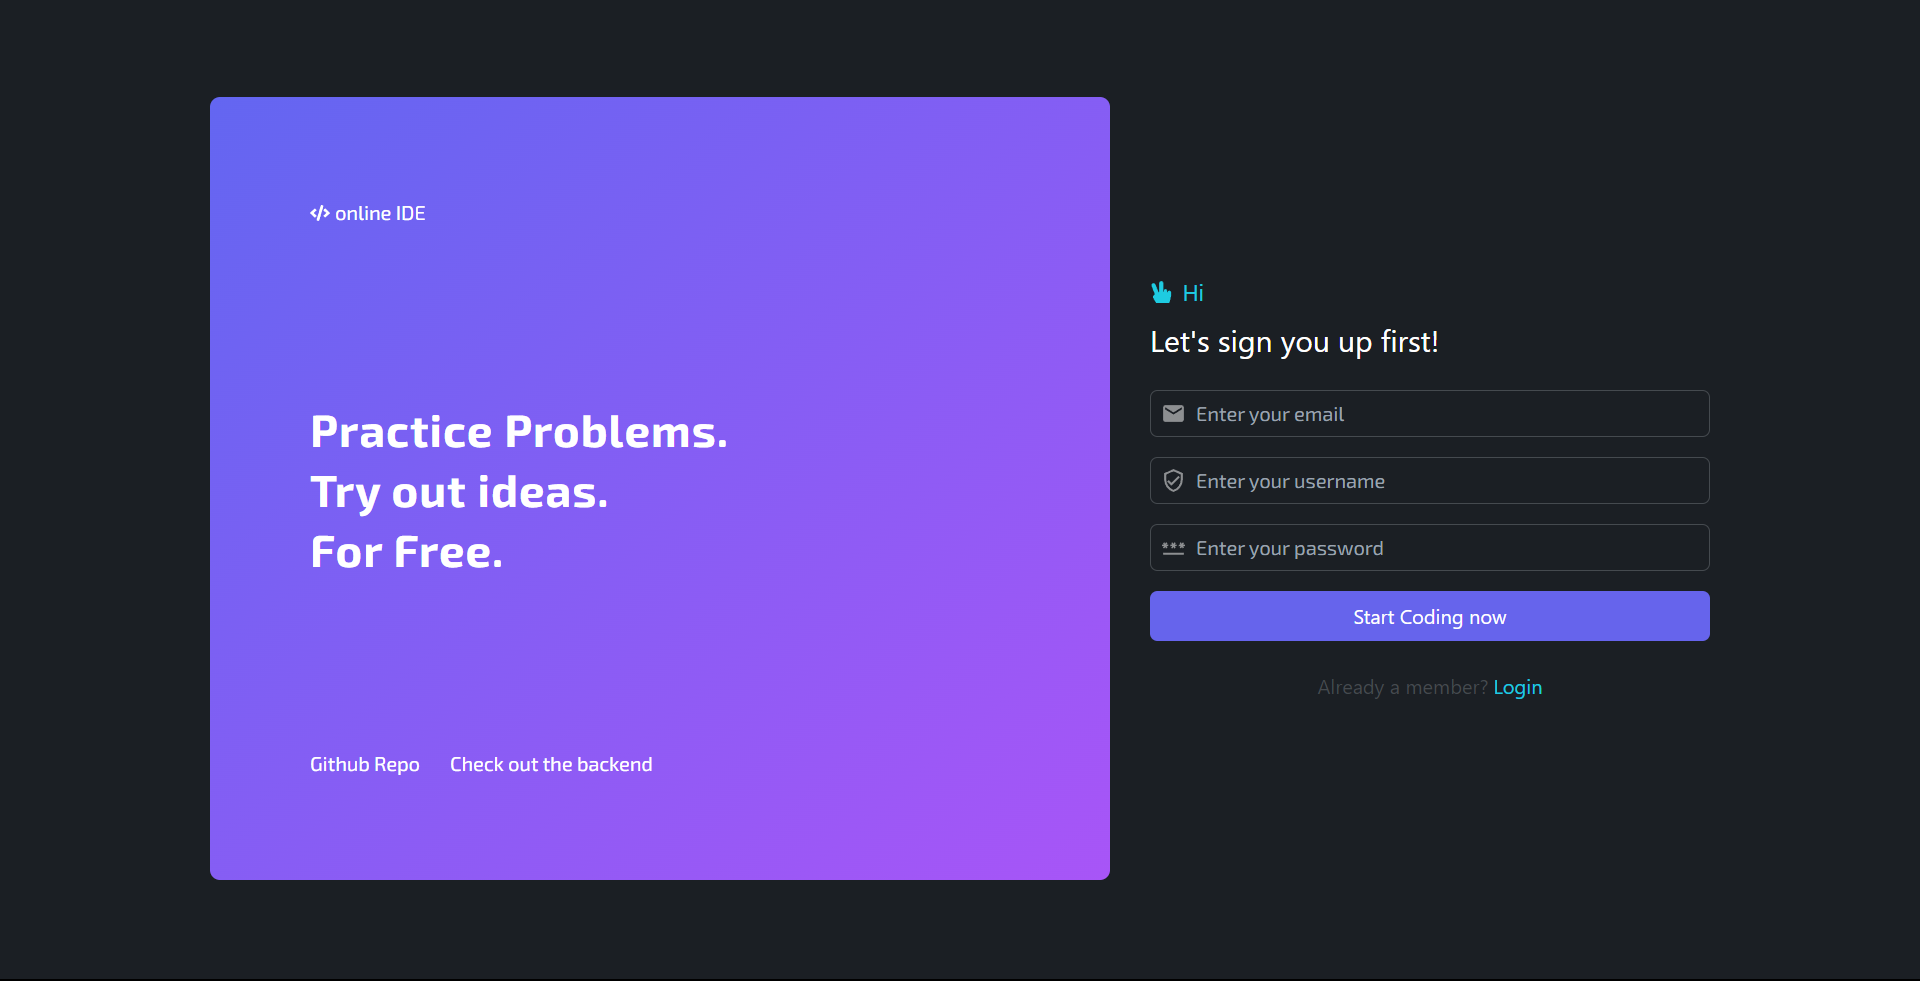 online IDE
Practice Problems.
Try out ideas.
For Free.
Github Repo Check out the backend
Hi
Let's sign you up first!
Enter your email
Enter your username
Enter your password
Start Coding now
Already a member? Login